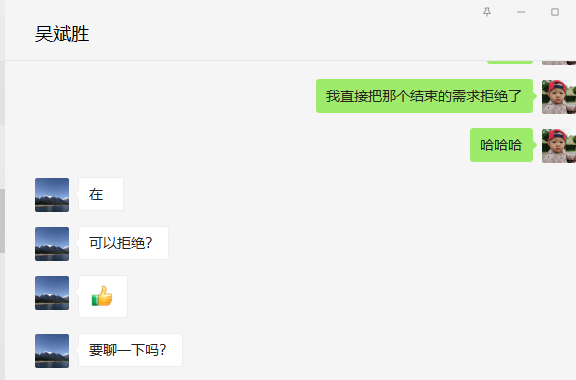 吴斌胜
我直接把那个结束的需求拒绝了
哈哈哈
在
可以拒绝?
要聊一下吗?